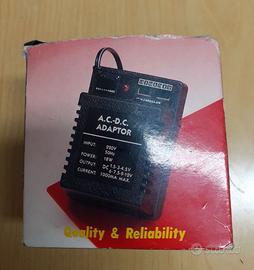 A.C.-D.C.
ADAPTOR
INPUT: 220V
50Hz
POWER: 18W
OUTPUT: DC 1.5-3-4.5V
6-7.5-9-12V
CURRENT: 1000MA MAX.
Quality & Reliability